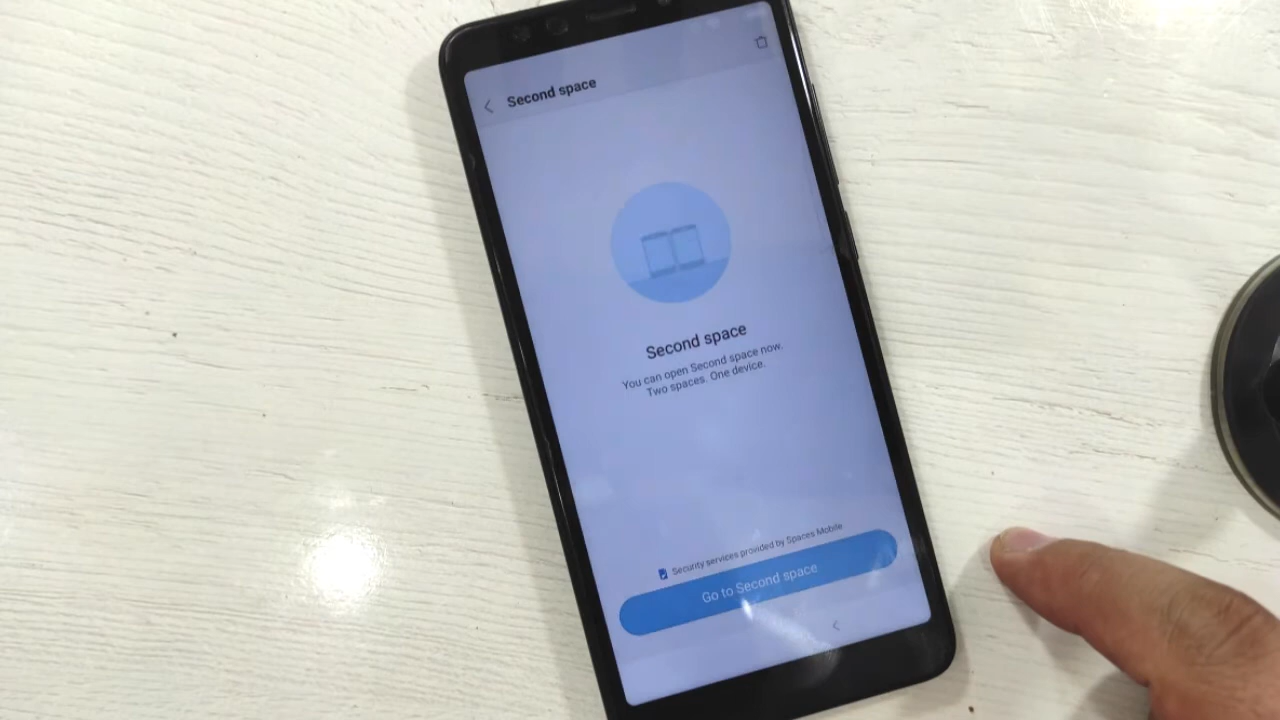 Second space
Second space
You can open Second space now.
Two spaces. One device.
Security services provided by Spaces Mobile
Go to Second space